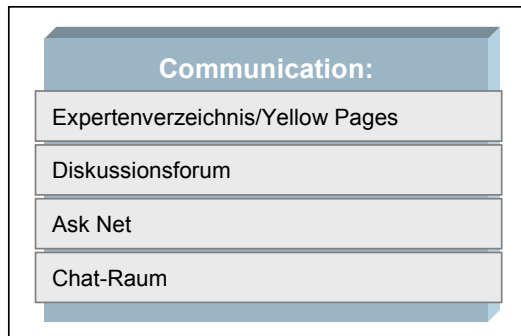 Communication:
Expertenverzeichnis/Yellow Pages
Diskussionsforum
Ask Net
Chat-Raum